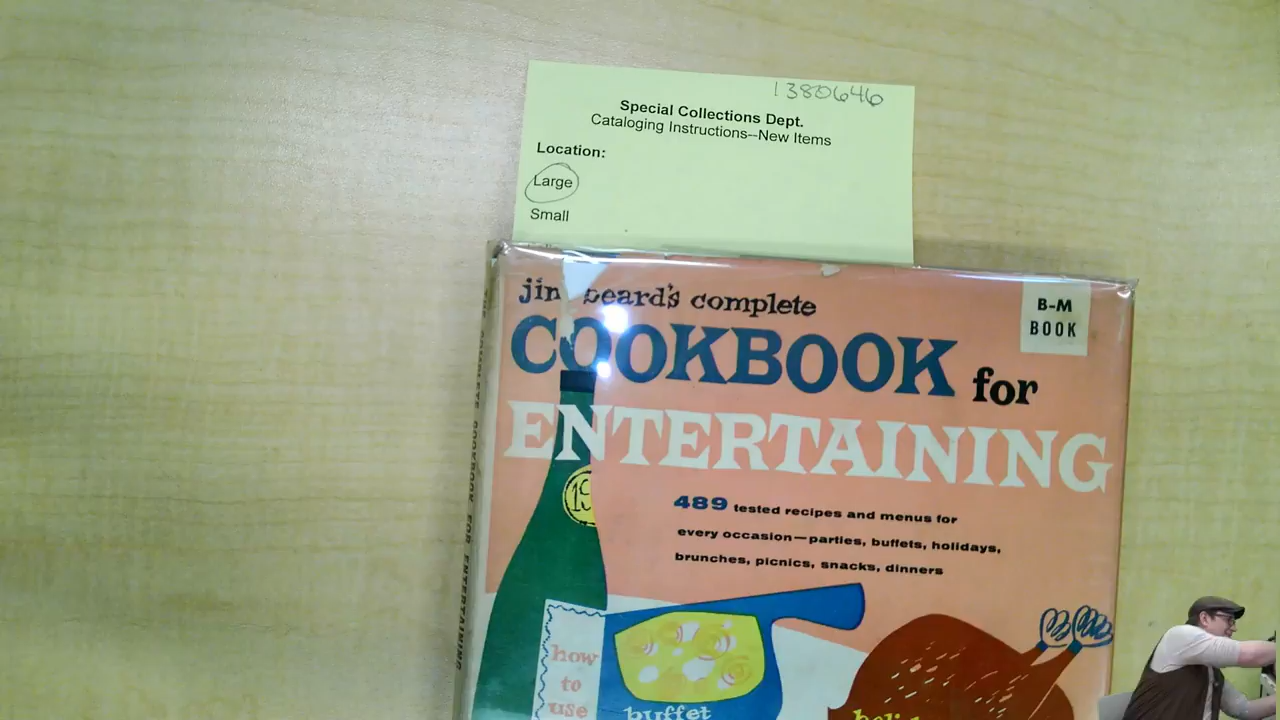 1380646
Special Collections Dept.
Cataloging Instructions--New Items
Location:
Large
Small
jim beard's complete
COOKBOOK for
ENTERTAINING
B-M
BOOK
489 tested recipes and menus for
every occasion—parties, buffets, holidays,
brunches, picnics, snacks, dinners
how
to
use
buffet
COOKBOOK FOR ENTERTAINING